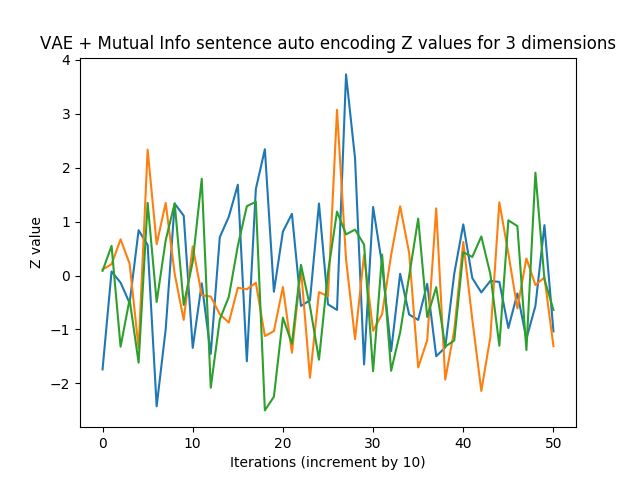 VAE + Mutual Info sentence auto encoding Z values for 3 dimensions
4
3
2
1
0
−1
−2
Z value
0 10 20 30 40 50
Iterations (increment by 10)